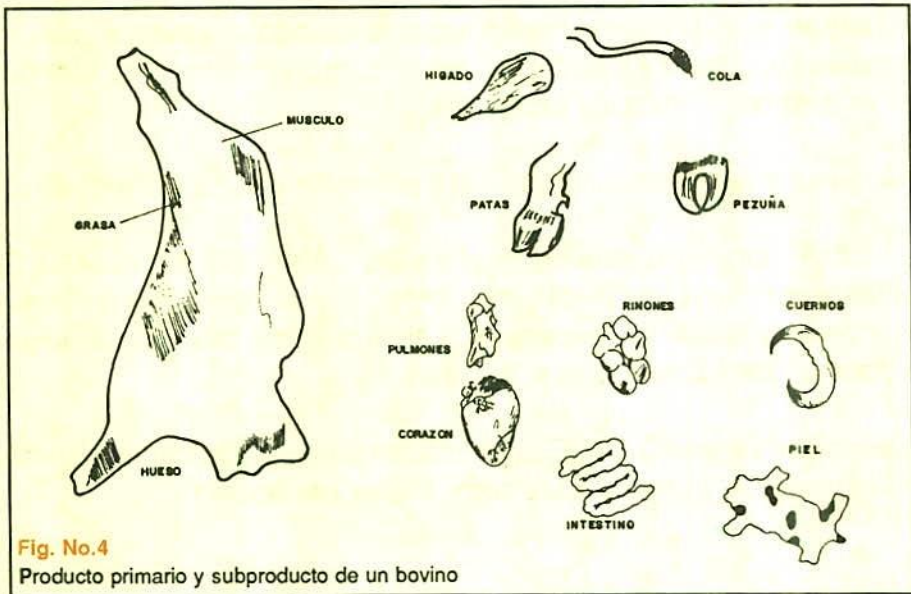 MUSCULO
GRASA
HUESO
HIGADO
COLA
PATAS
PEZUÑA
PULMONES
RINONES
CUERNOS
CORAZON
INTESTINO
PIEL
Fig. No.4
Producto primario y subproducto de un bovino